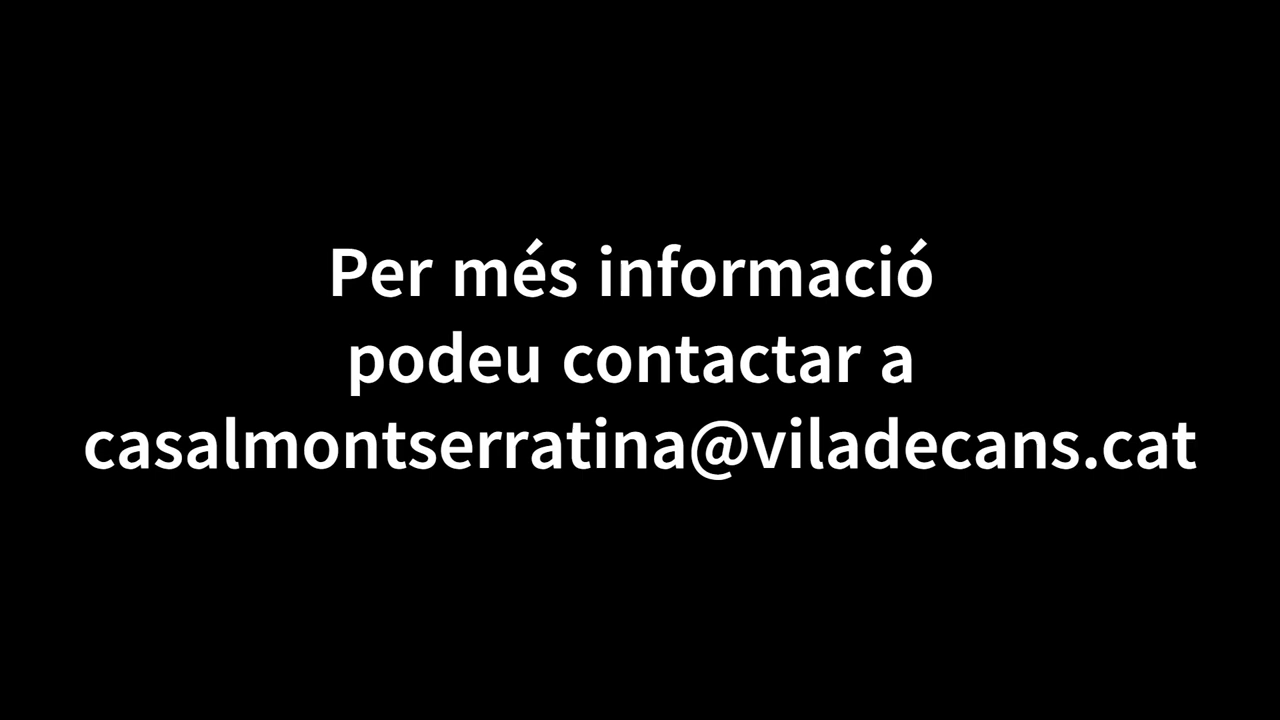 Per més informació
podeu contactar a
casalmontserratina@viladecans.cat